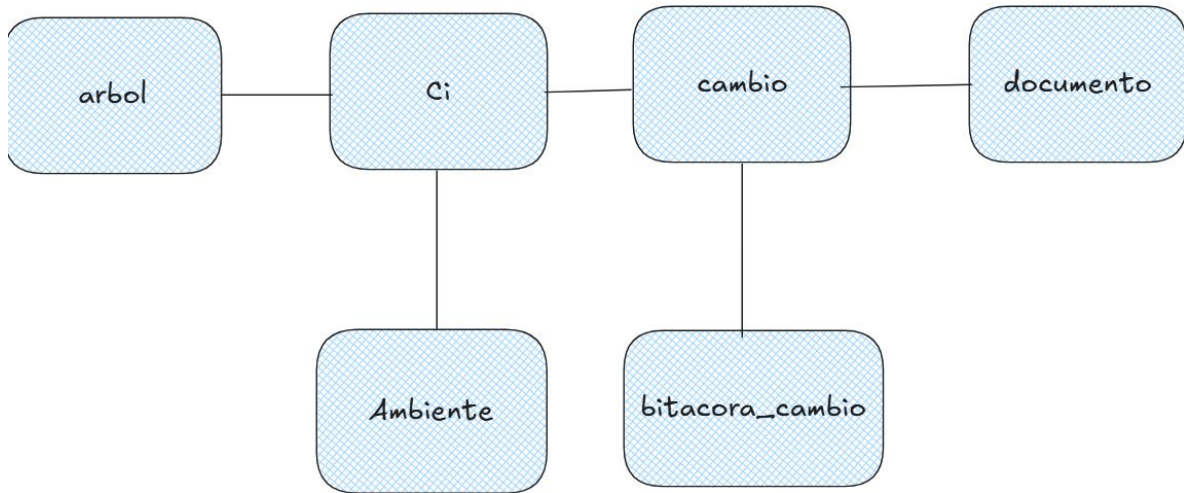 arbol
Ci
cambio
documento
Ambiente
bitacora_cambio